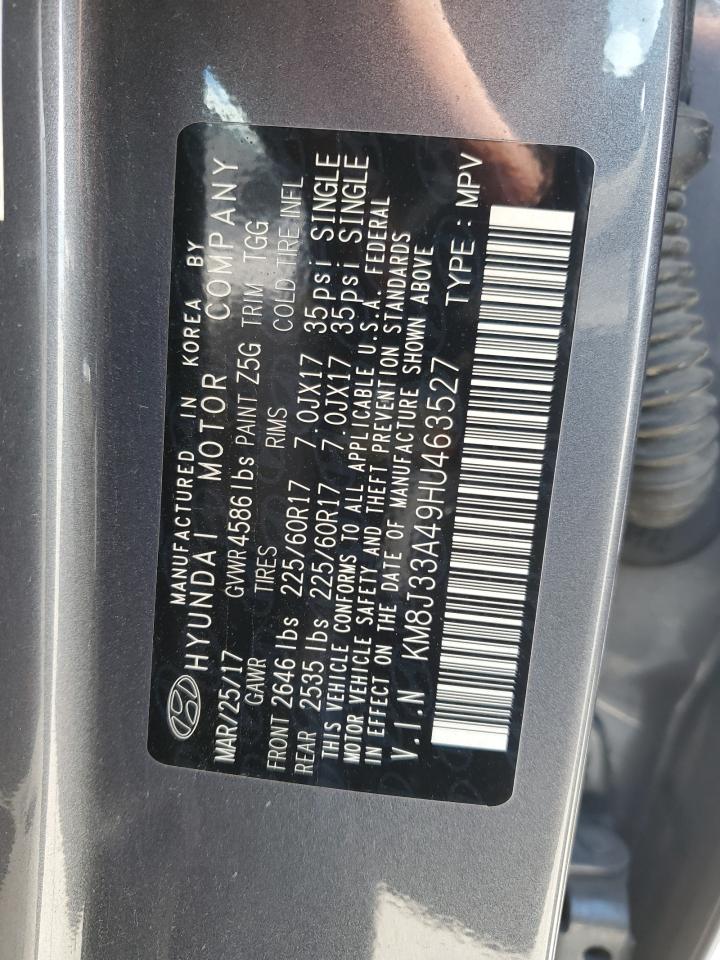 MANUFACTURED IN KOREA BY
HYUNDAI MOTOR COMPANY
MAR/25/17 GVWR 4586 lbs PAINT Z5G TRIM TGG
GAWR TIRES RIMS COLD TIRE INFL
FRONT 2646 lbs 225/60R17 7.0JX17 35psi SINGLE
REAR 2535 lbs 225/60R17 7.0JX17 35psi SINGLE
THIS VEHICLE CONFORMS TO ALL APPLICABLE U.S.A. FEDERAL
MOTOR VEHICLE SAFETY AND THEFT PREVENTION STANDARDS
IN EFFECT ON THE DATE OF MANUFACTURE SHOWN ABOVE
V.I.N KM8J33A49HU463527 TYPE : MPV